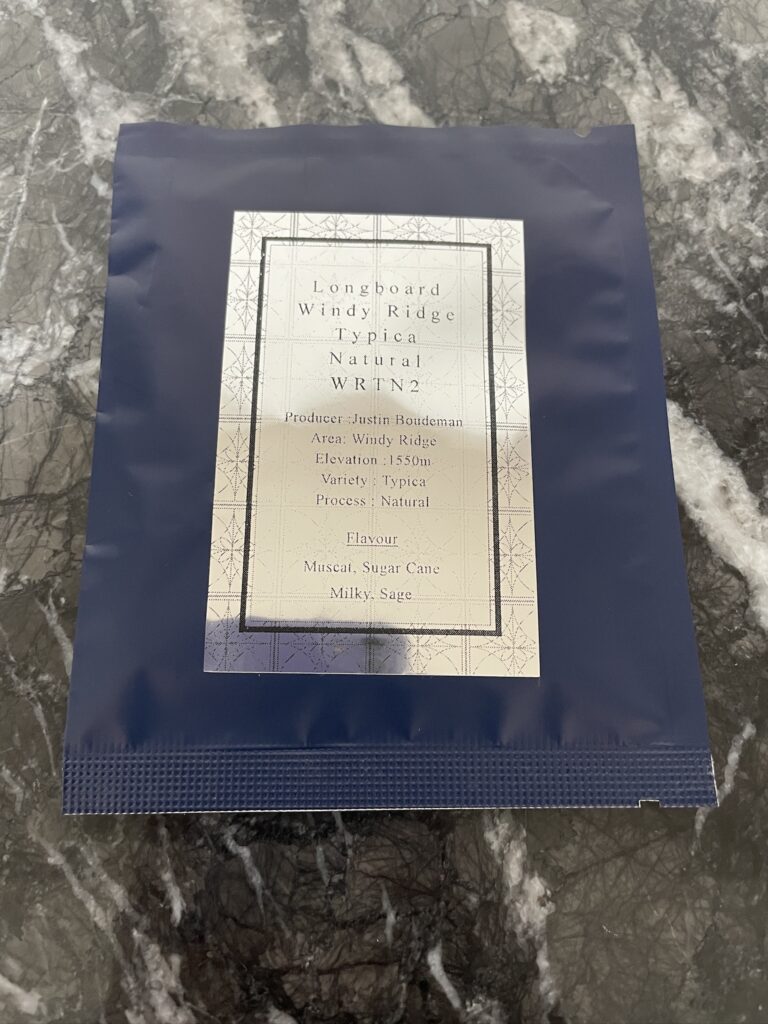 Longboard
Windy Ridge
Typica
Natural
WRTN2
Producer :Justin Boudeman
Area: Windy Ridge
Elevation :1550m
Variety : Typica
Process : Natural
Flavour
Muscat, Sugar Cane
Milky, Sage